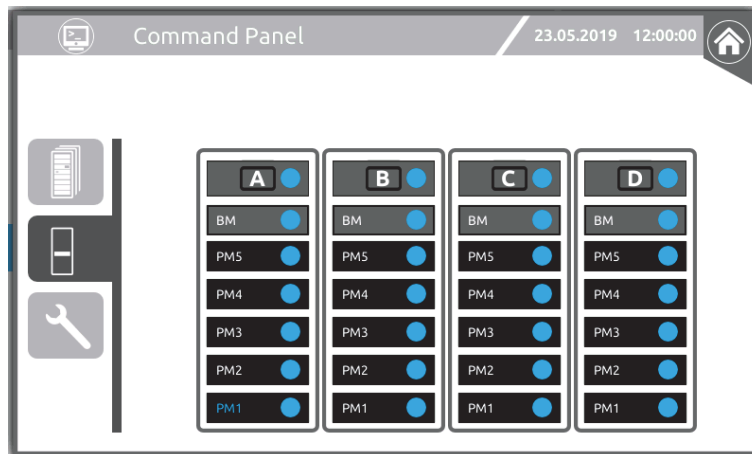 Command Panel 23.05.2019 12:00:00
A B C D
BM BM BM BM
PM5 PM5 PM5 PM5
PM4 PM4 PM4 PM4
PM3 PM3 PM3 PM3
PM2 PM2 PM2 PM2
PM1 PM1 PM1 PM1